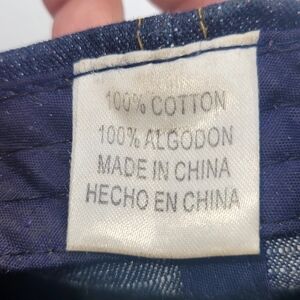 100% COTTON
100% ALGODON
MADE IN CHINA
HECHO EN CHINA